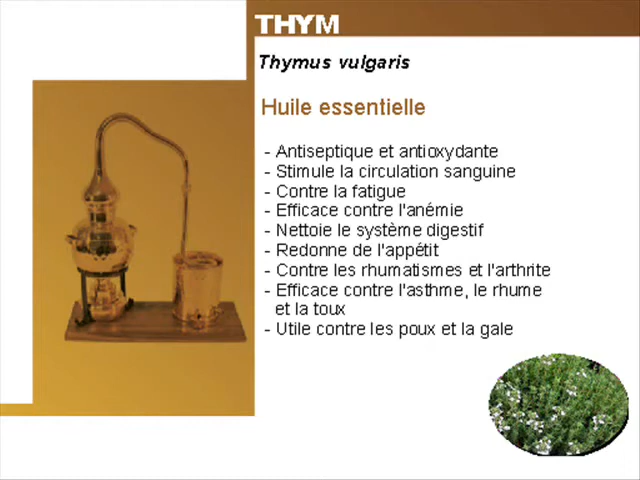 THYM
Thymus vulgaris
Huile essentielle
- Antiseptique et antioxydante
- Stimule la circulation sanguine
- Contre la fatigue
- Efficace contre l'anémie
- Nettoie le système digestif
- Redonne de l'appétit
- Contre les rhumatismes et l'arthrite
- Efficace contre l'asthme, le rhume
et la toux
- Utile contre les poux et la gale